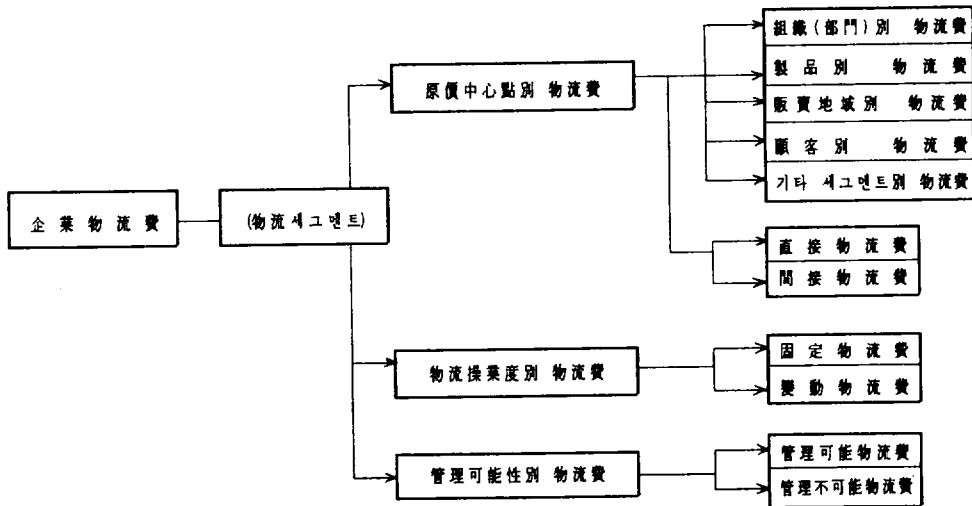 企業物流費
(物流세그멘트)
原價中心點別 物流費
組織(部門)別 物流費
製品別 物流費
販賣地域別 物流費
顧客別 物流費
기타 세그멘트別 物流費
直接物流費
間接物流費
物流操業度別 物流費
固定物流費
變動物流費
管理可能性別 物流費
管理可能物流費
管理不可能物流費